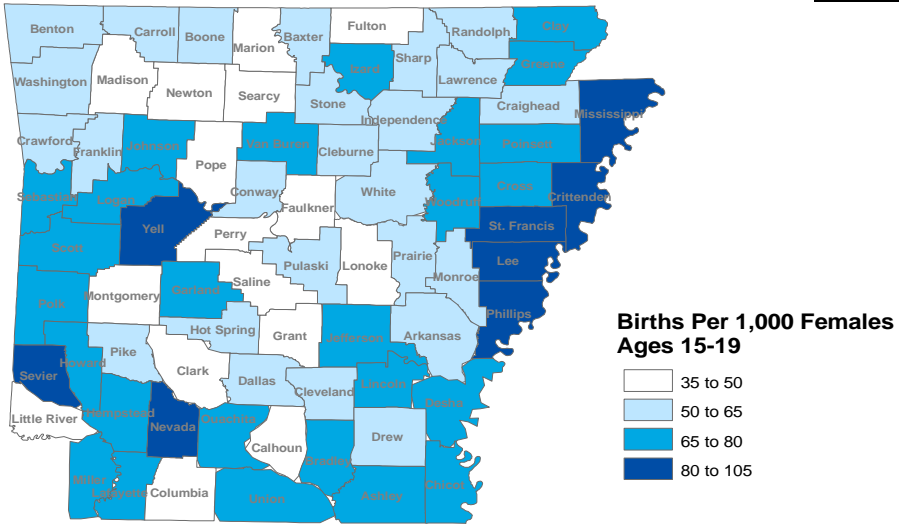 Benton
Carroll
Boone
Marion
Baxter
Fulton
Randolph
Clay
Washington
Madison
Newton
Searcy
Izard
Sharp
Lawrence
Greene
Stone
Independence
Craighead
Mississippi
Crawford
Franklin
Johnson
Pope
Van Buren
Cleburne
Jackson
Poinsett
Sebastian
Logan
Conway
Faulkner
White
Woodruff
Cross
Crittenden
Scott
Yell
Perry
Pulaski
Lonoke
Prairie
Monroe
St. Francis
Lee
Polk
Montgomery
Garland
Saline
Hot Spring
Grant
Jefferson
Arkansas
Phillips
Sevier
Howard
Pike
Clark
Dallas
Cleveland
Lincoln
Desha
Little River
Hempstead
Nevada
Ouachita
Calhoun
Bradley
Drew
Miller
Lafayette
Columbia
Union
Ashley
Chicot
Births Per 1,000 Females
Ages 15-19
35 to 50
50 to 65
65 to 80
80 to 105